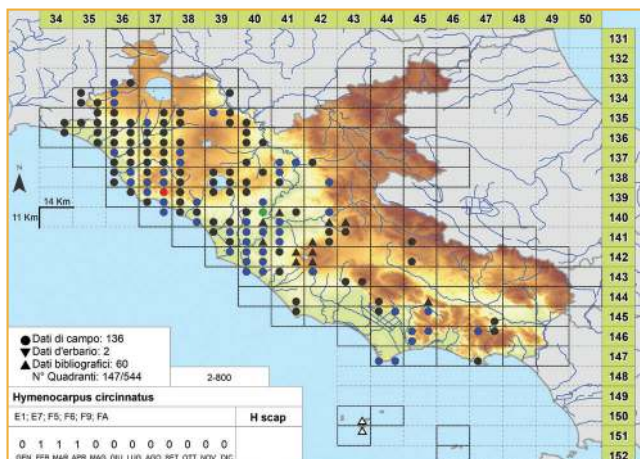 34 35 36 37 38 39 40 41 42 43 44 45 46 47 48 49 50
131
132
133
134
135
136
137
138
139
140
141
142
143
144
145
146
147
148
149
150
151
152
N
14 Km
11 Km
Dati di campo: 136
Dati d'erbario: 2
Dati bibliografici: 60
N° Quadranti: 147/544
2-800
Hymenocarpus circinnatus
E1; E7; F5; F6; F9; FA
H scap
0 1 1 1 0 0 0 0 0 0 0 0
GEN FEB MAR APR MAG GIU LUG AGO SET OTT NOV DIC